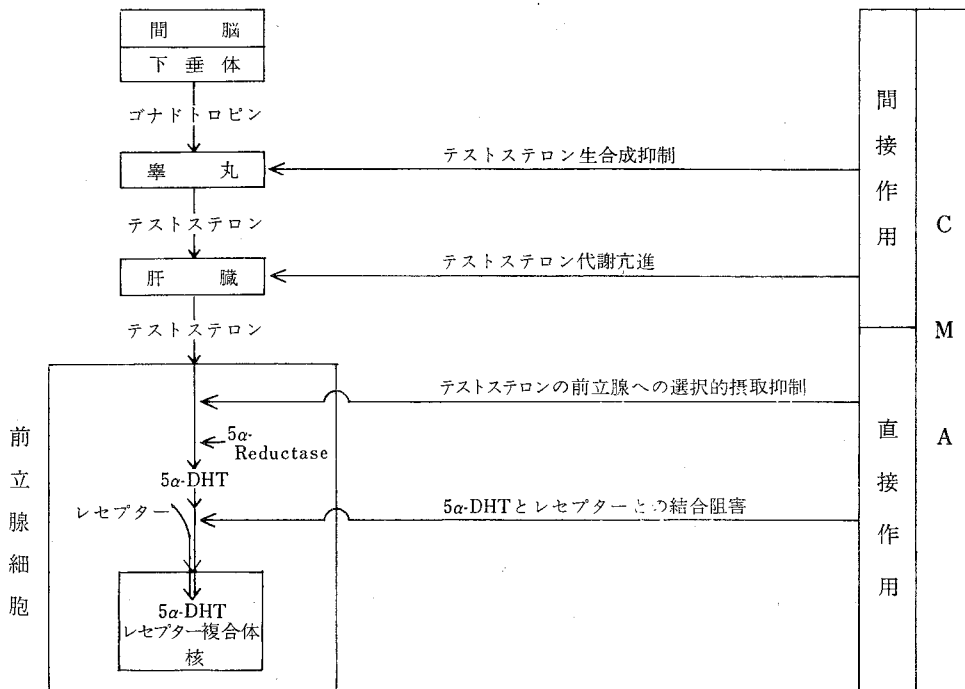 間脳
下垂体
ゴナドトロピン
睾丸
テストステロン生合成抑制
テストステロン
肝臓
テストステロン代謝亢進
テストステロン
テストステロンの前立腺への選択的摂取抑制
5α-
Reductase
5α-DHT
レセプター
5α-DHTとレセプターとの結合阻害
5α-DHT
レセプター複合体
核
前立腺細胞
間接作用
直接作用
CMA